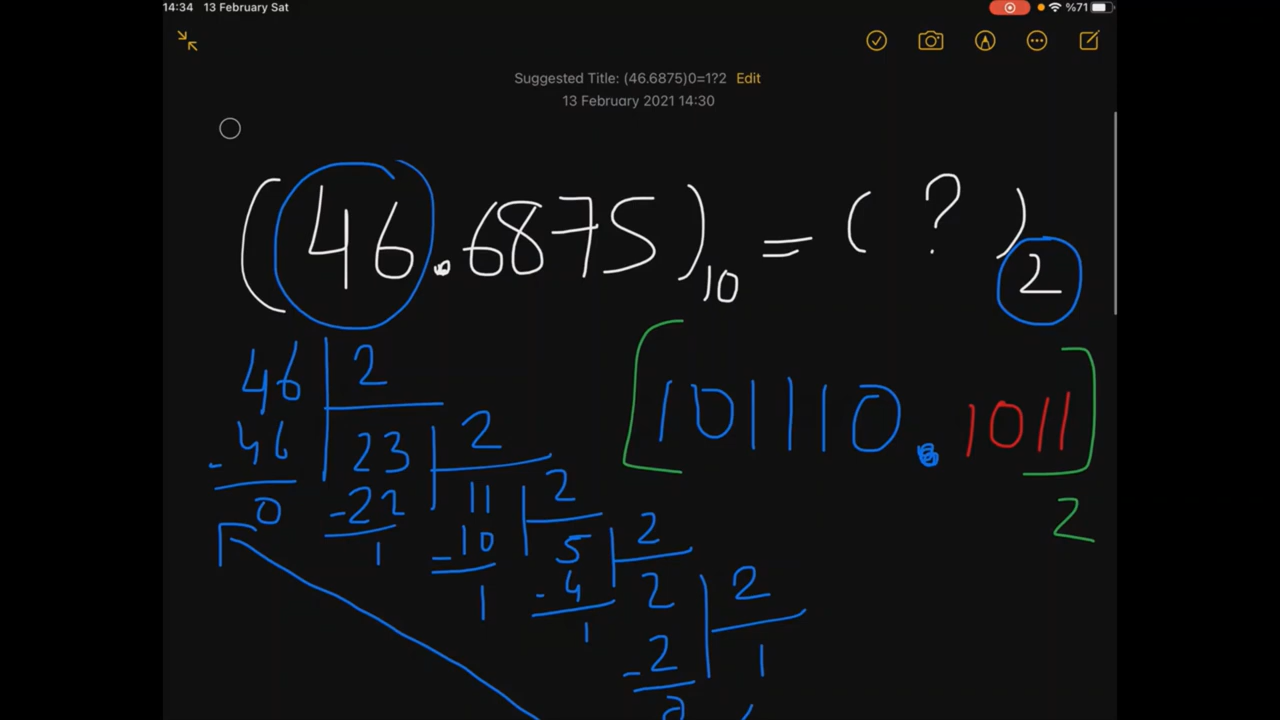 14:34 13 February Sat %71
Suggested Title: (46.6875)0=1?2 Edit
13 February 2021 14:30
(46.6875)10 = ( ? )2
46 2
-46 23 2
0 -22 11 2
1 -10 5 2
1 -4 2 2
1 -2 1
0
[101110.1011]2